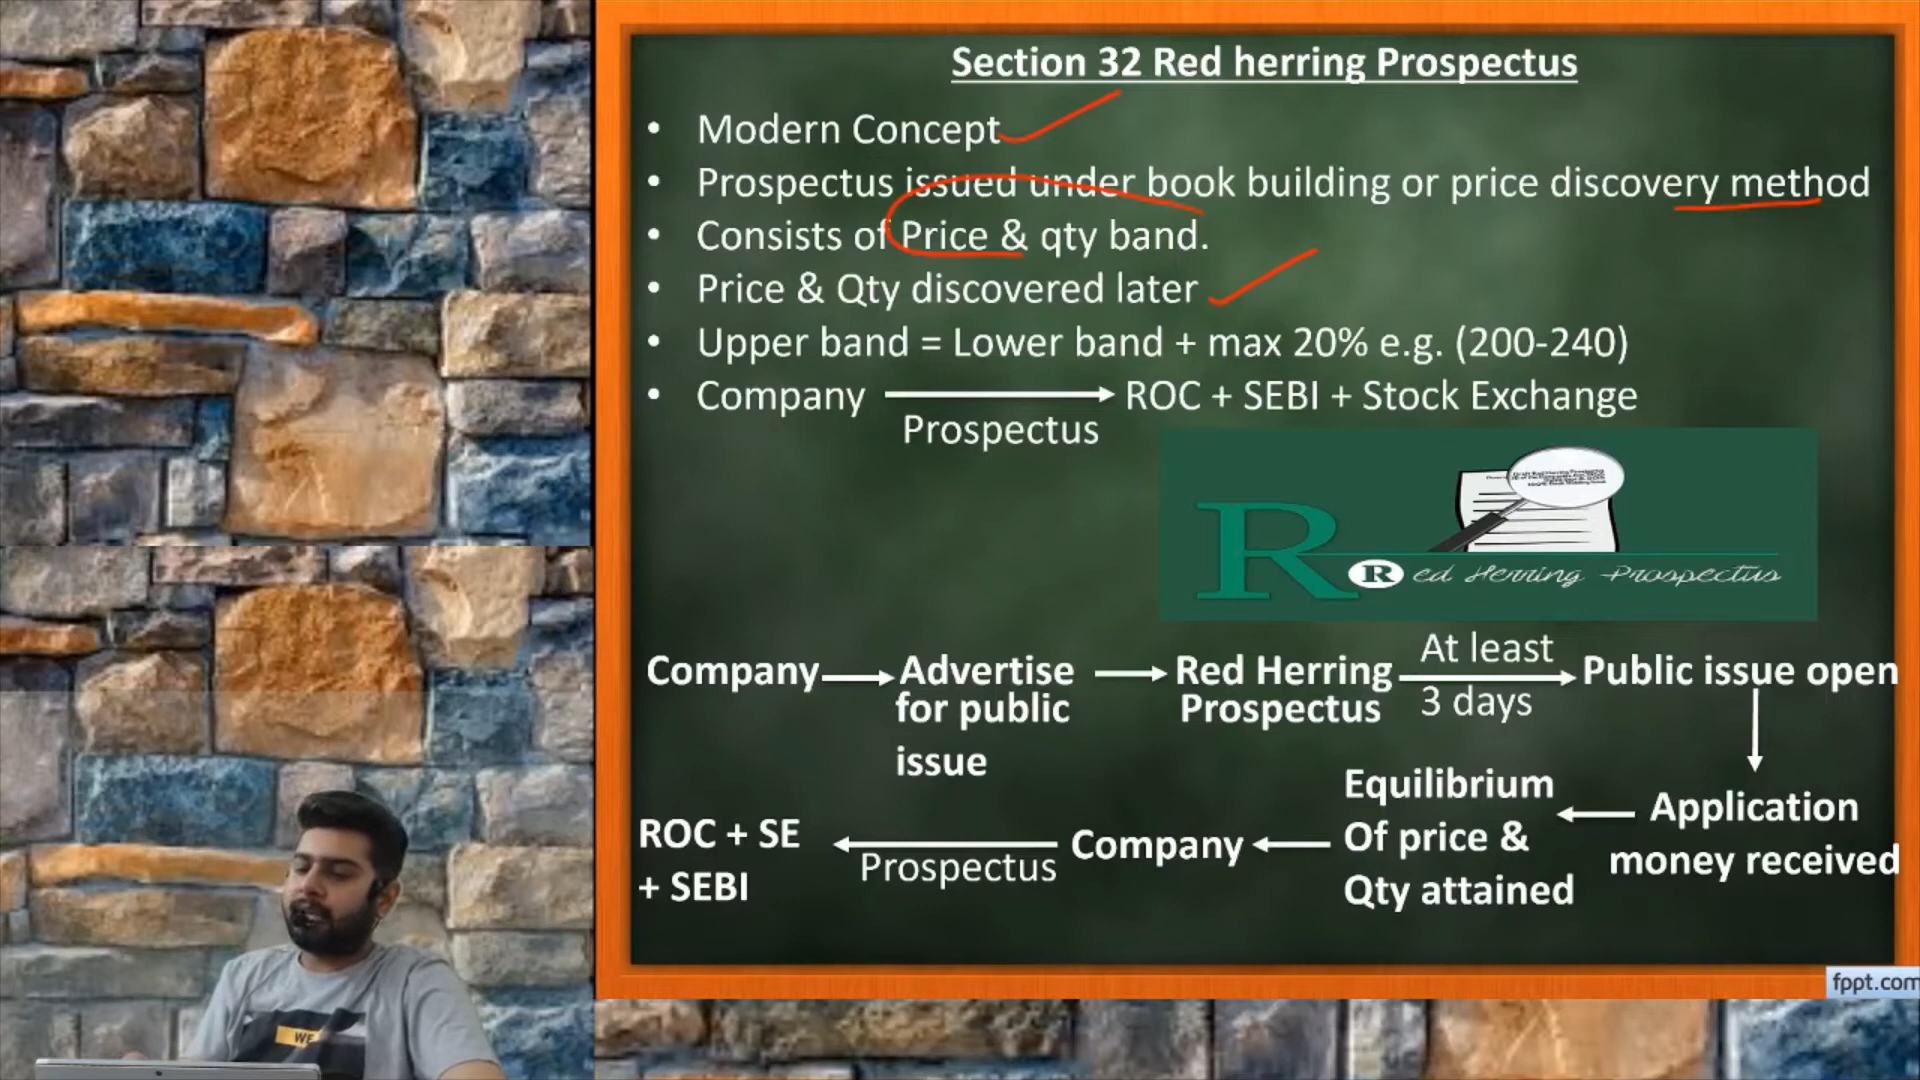 Section 32 Red herring Prospectus
• Modern Concept
• Prospectus issued under book building or price discovery method
• Consists of Price & qty band.
• Price & Qty discovered later
• Upper band = Lower band + max 20% e.g. (200-240)
• Company → ROC + SEBI + Stock Exchange
Prospectus
R
Red Herring Prospectus
Company → Advertise for public issue → Red Herring Prospectus
At least 3 days
→ Public issue open
Application money received
Equilibrium Of price & Qty attained
Company
Prospectus
ROC + SE + SEBI
WE
fppt.com